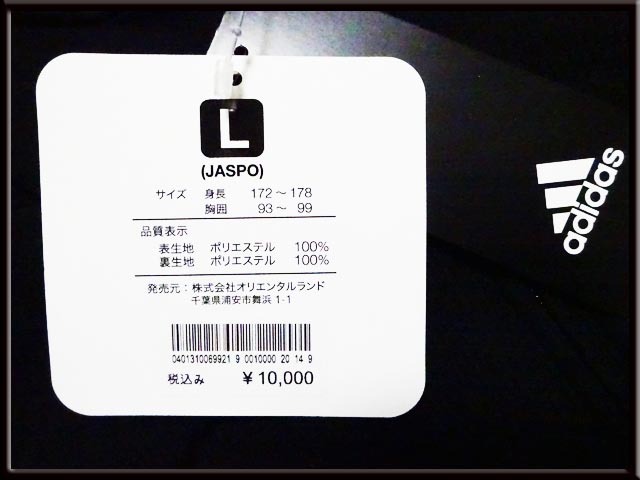 L
(JASPO)
サイズ 身長 172～178
胸囲 93～ 99
品質表示
表生地 ポリエステル 100%
裏生地 ポリエステル 100%
発売元：株式会社オリエンタルランド
千葉県浦安市舞浜 1-1
0401310069921 9 0010000 20 14 9
税込み ￥10,000
adidas